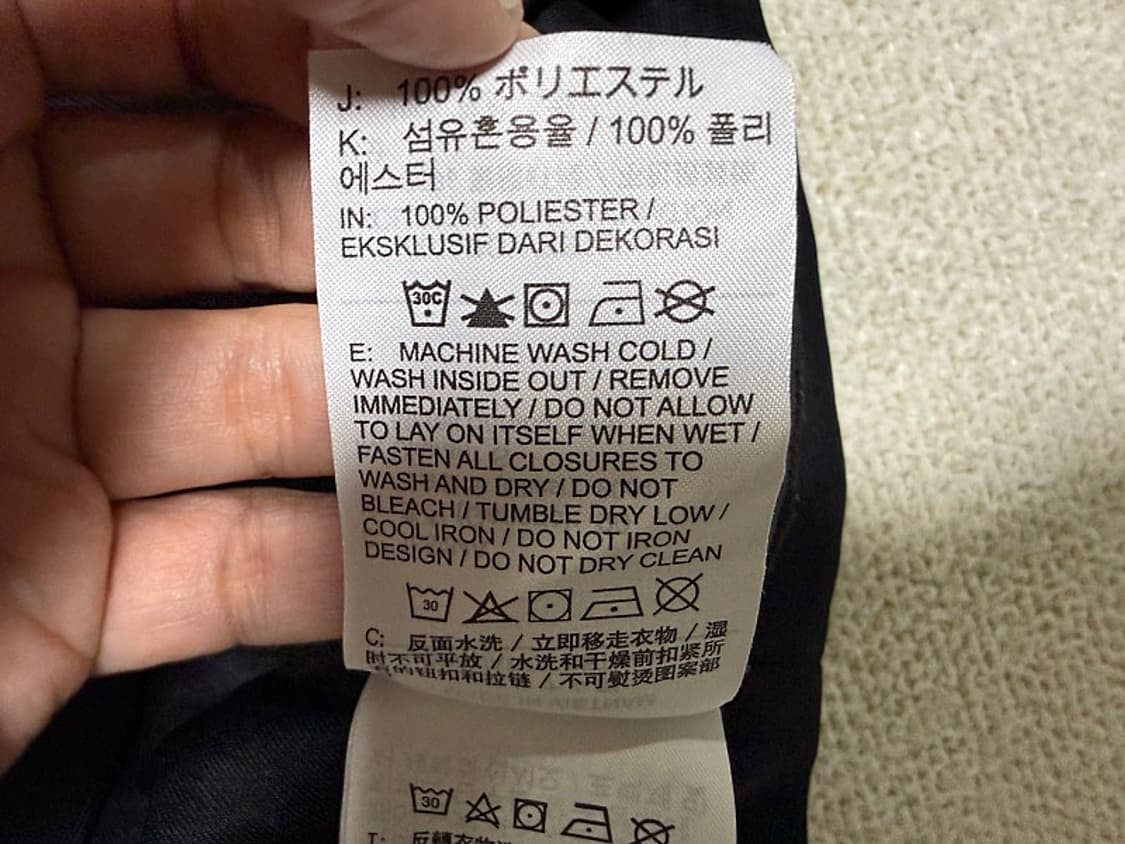 J: 100% ポリエステル
K: 섬유혼용율 / 100% 폴리
에스터
IN: 100% POLIESTER /
EKSKLUSIF DARI DEKORASI
30C
E: MACHINE WASH COLD /
WASH INSIDE OUT / REMOVE
IMMEDIATELY / DO NOT ALLOW
TO LAY ON ITSELF WHEN WET /
FASTEN ALL CLOSURES TO
WASH AND DRY / DO NOT
BLEACH / TUMBLE DRY LOW /
COOL IRON / DO NOT IRON
DESIGN / DO NOT DRY CLEAN
30
C: 反面水洗 / 立即移走衣物 / 湿
时不可平放 / 水洗和干燥前扣紧所
的钮扣和拉链 / 不可熨烫图案部
30